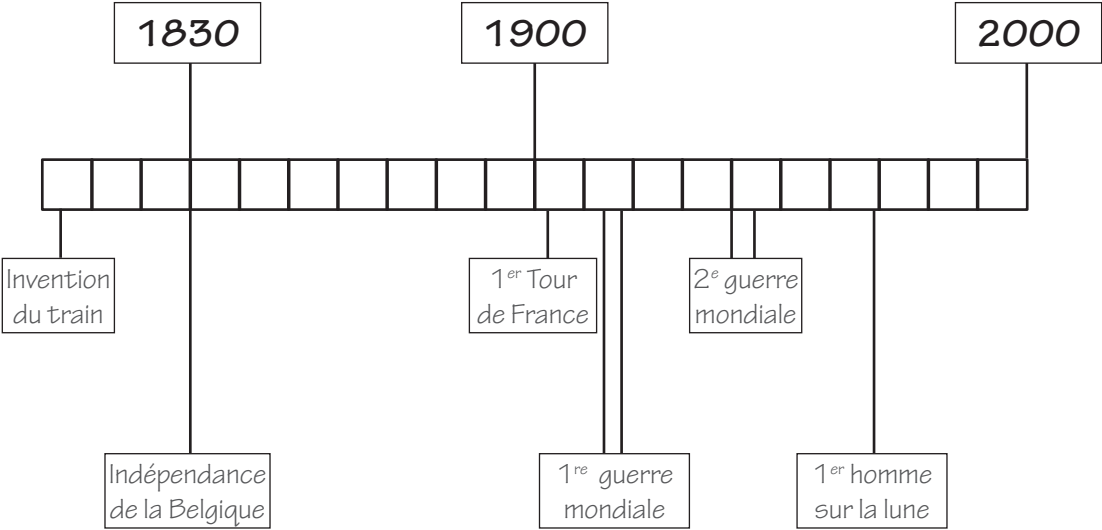 1830
1900
2000
Invention
du train
1er Tour
de France
2e guerre
mondiale
Indépendance
de la Belgique
1re guerre
mondiale
1er homme
sur la lune